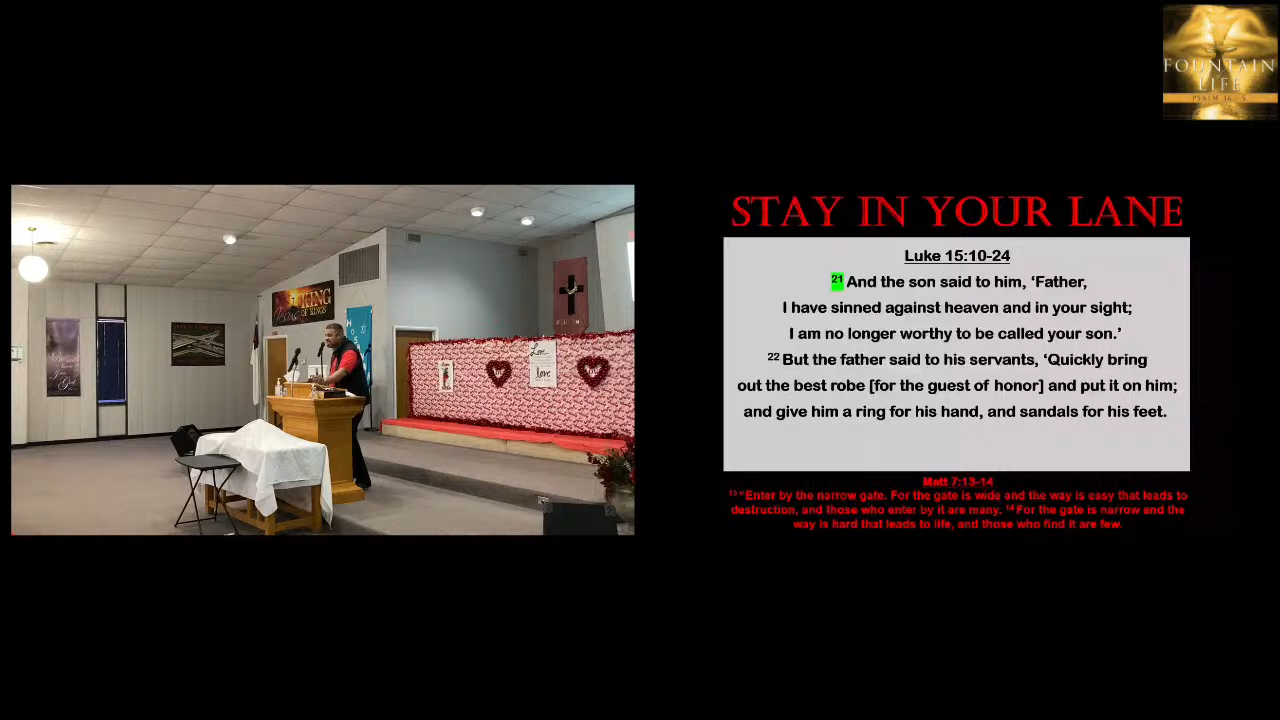 FOUNTAIN
LIFE
STAY IN YOUR LANE
Luke 15:10-24
21 And the son said to him, ‘Father,
I have sinned against heaven and in your sight;
I am no longer worthy to be called your son.’
22 But the father said to his servants, ‘Quickly bring
out the best robe [for the guest of honor] and put it on him;
and give him a ring for his hand, and sandals for his feet.
Matt 7:13-14
13 “Enter by the narrow gate. For the gate is wide and the way is easy that leads to
destruction, and those who enter by it are many. 14 For the gate is narrow and the
way is hard that leads to life, and those who find it are few.
KING
OF KINGS
Love
love